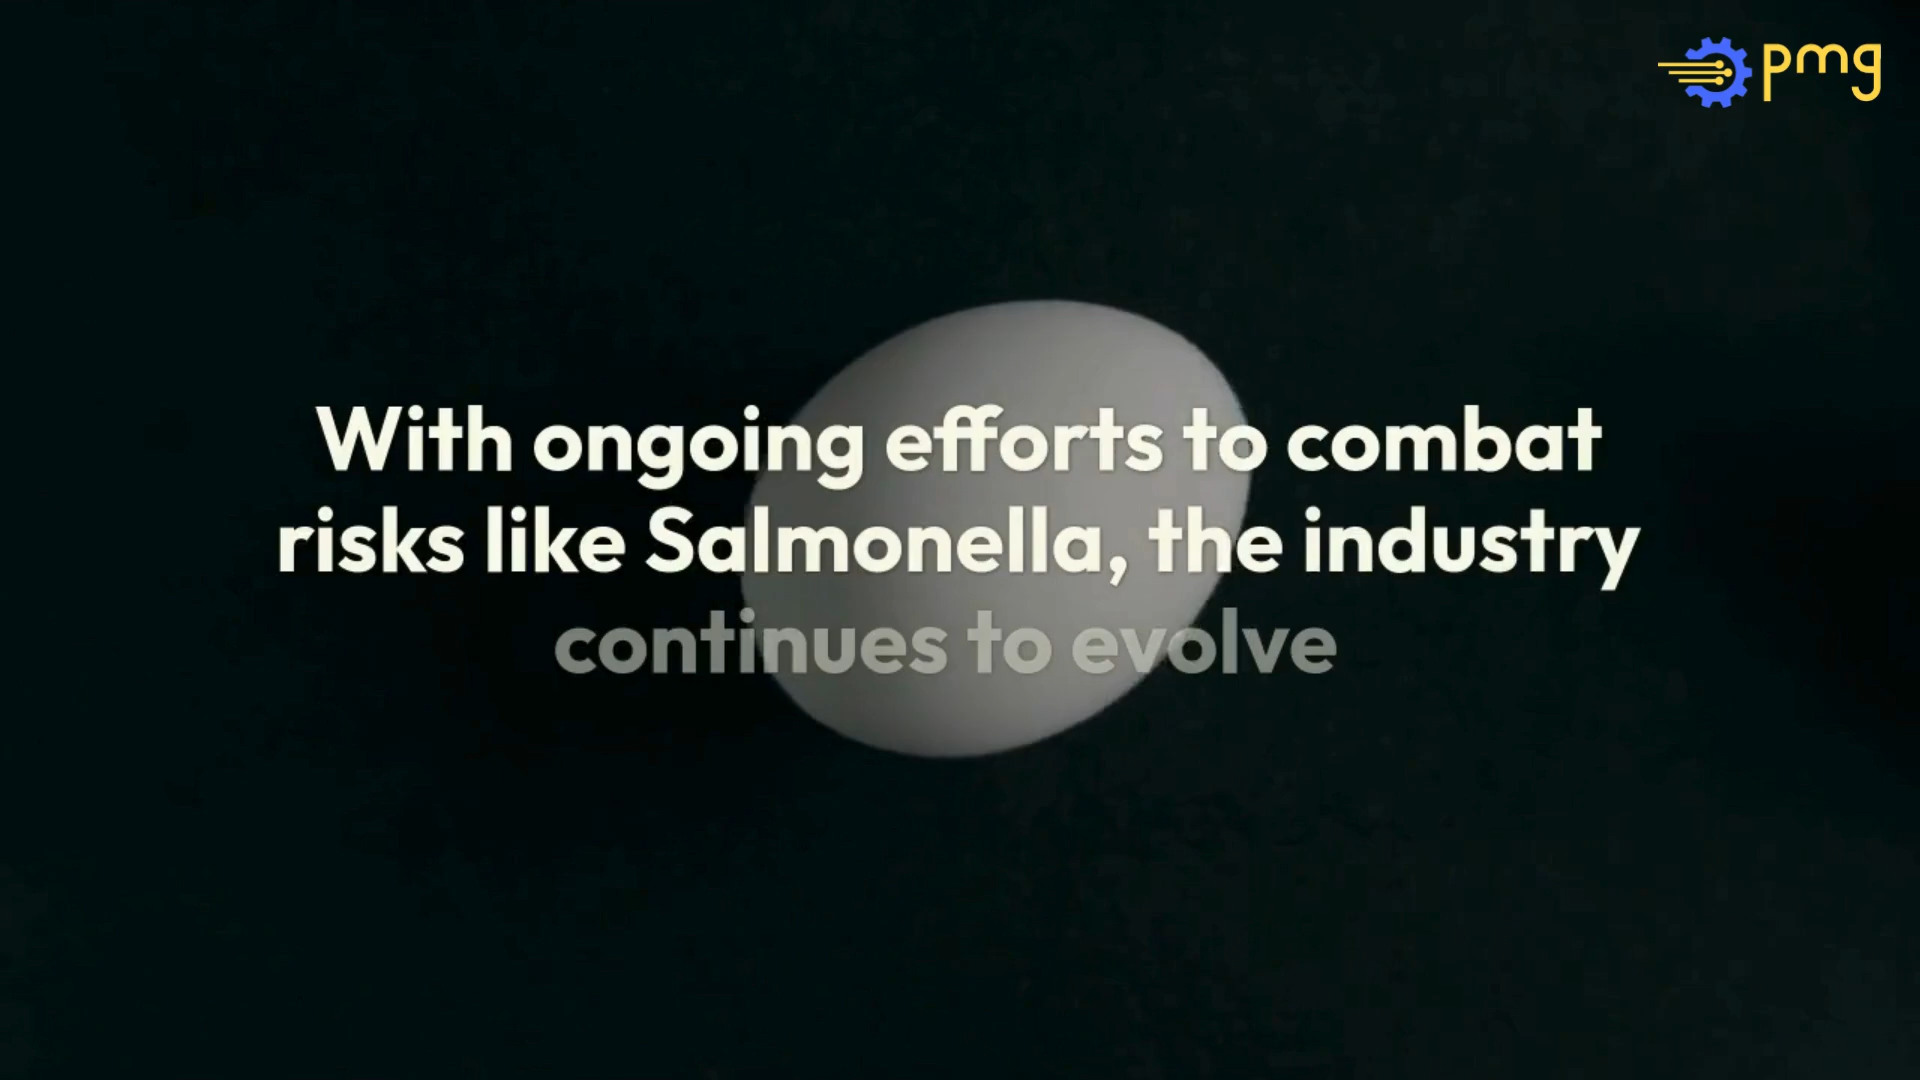 pmg
With ongoing efforts to combat
risks like Salmonella, the industry
continues to evolve